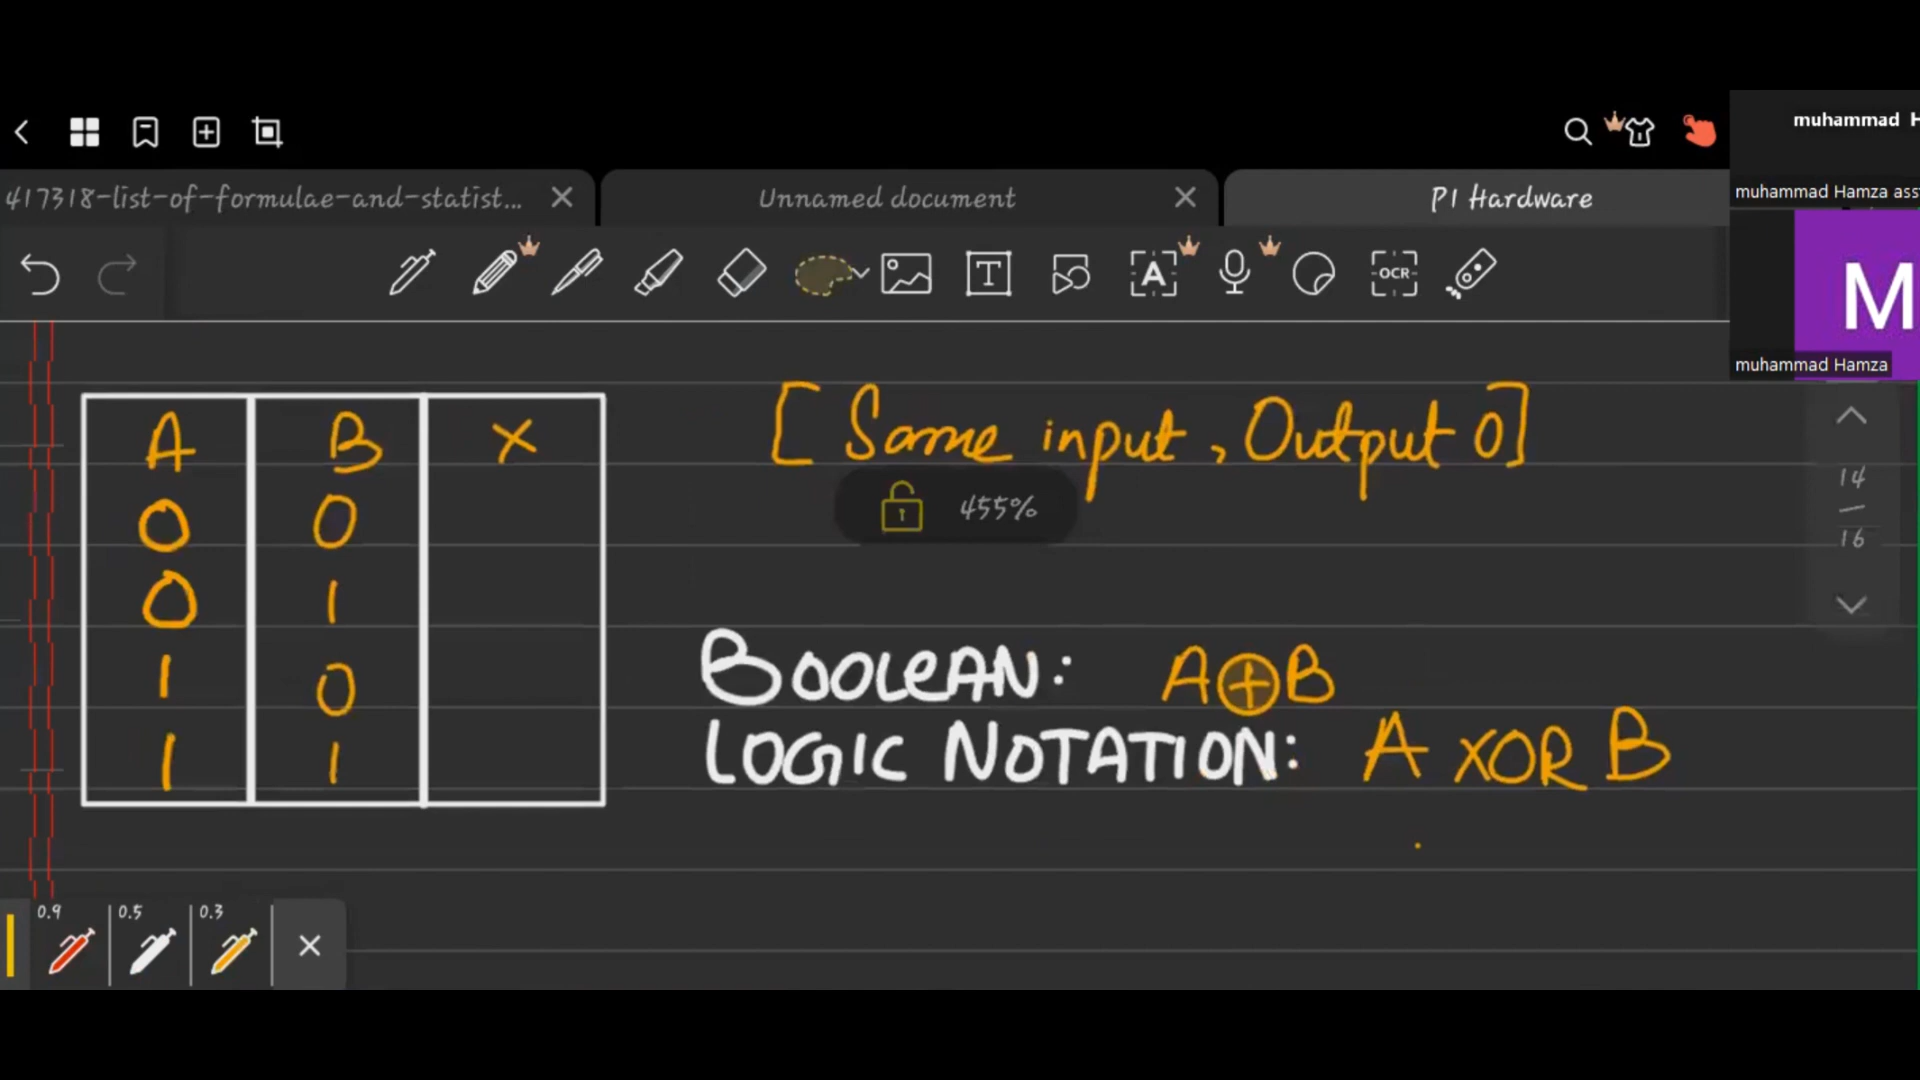 muhammad H
417318-list-of-formulae-and-statist...
Unnamed document
P1 Hardware
muhammad Hamza ass
T
A
OCR
M
muhammad Hamza
A B X
[Same input, Output 0]
455%
14
16
0 0
0 1
BOOLEAN: A⊕B
1 0
LOGIC NOTATION: A XOR B
1 1
0.9 0.5 0.3